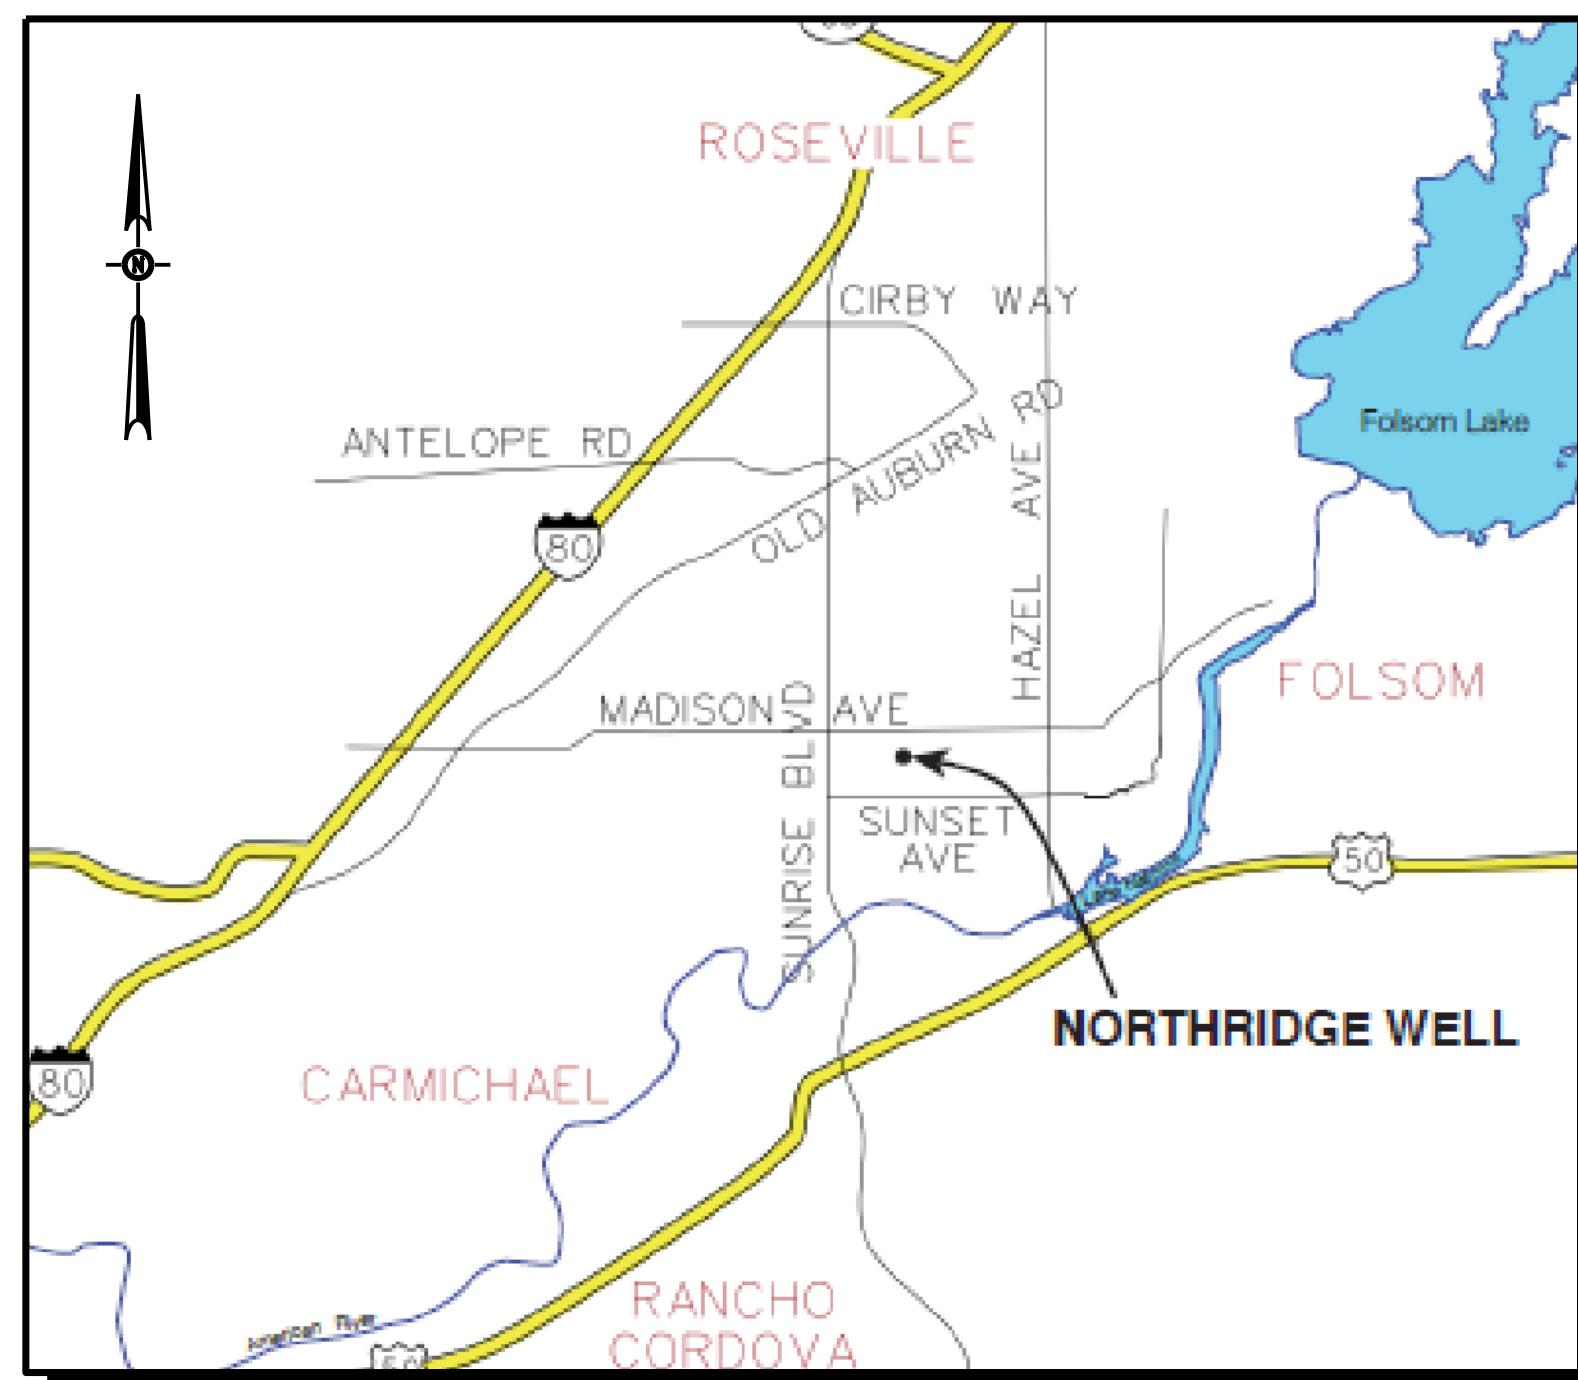 ROSEVILLE
N
CIRBY WAY
ANTELOPE RD
OLD AUBURN RD
Folsom Lake
80
HAZEL AVE
FOLSOM
MADISON AVE
SUNRISE BLVD
SUNSET
AVE
50
NORTHRIDGE WELL
80
CARMICHAEL
RANCHO
CORDOVA
American River
50